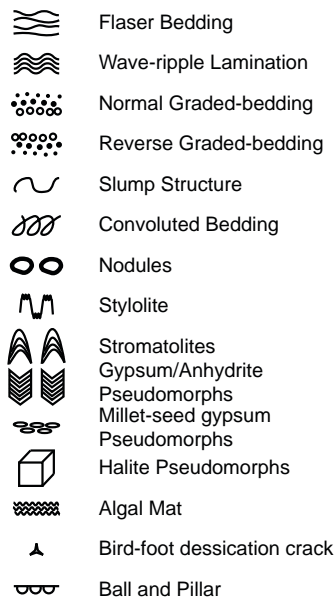 Flaser Bedding
Wave-ripple Lamination
Normal Graded-bedding
Reverse Graded-bedding
Slump Structure
Convoluted Bedding
Nodules
Stylolite
Stromatolites
Gypsum/Anhydrite
Pseudomorphs
Millet-seed gypsum
Pseudomorphs
Halite Pseudomorphs
Algal Mat
Bird-foot dessication crack
Ball and Pillar